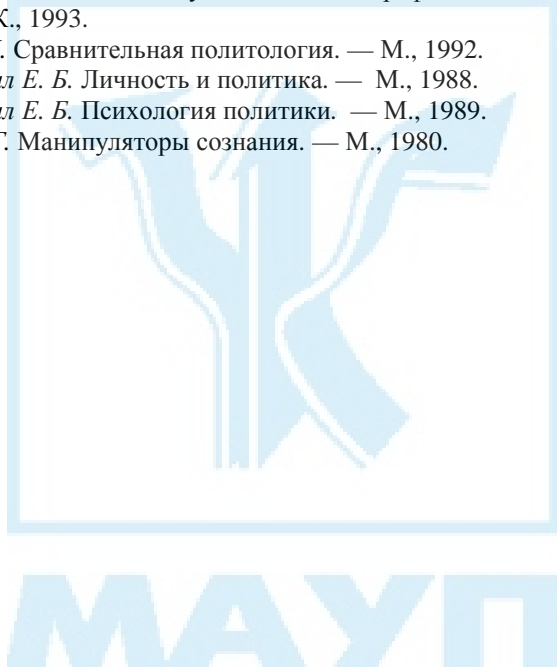 К., 1993.
Сравнительная политология. — М., 1992.
Е. Б. Личность и политика. — М., 1988.
Е. Б. Психология политики. — М., 1989.
Манипуляторы сознания. — М., 1980.
МАУП